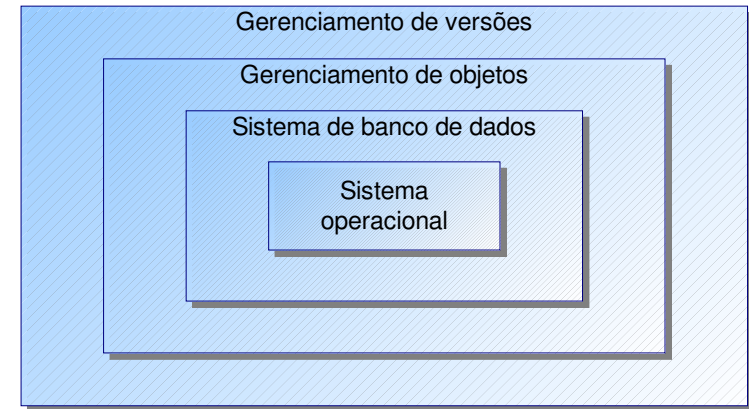 Gerenciamento de versões
Gerenciamento de objetos
Sistema de banco de dados
Sistema
operacional